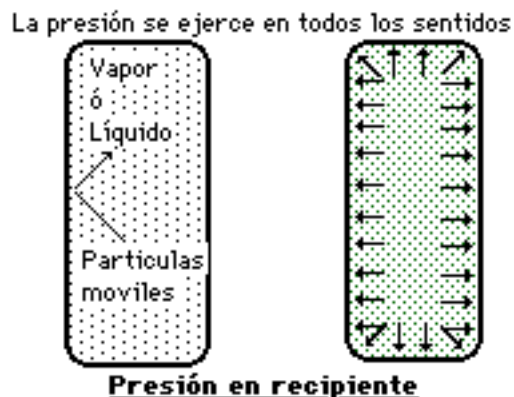 La presión se ejerce en todos los sentidos
Vapor
ó
Líquido
Particulas
moviles
Presión en recipiente